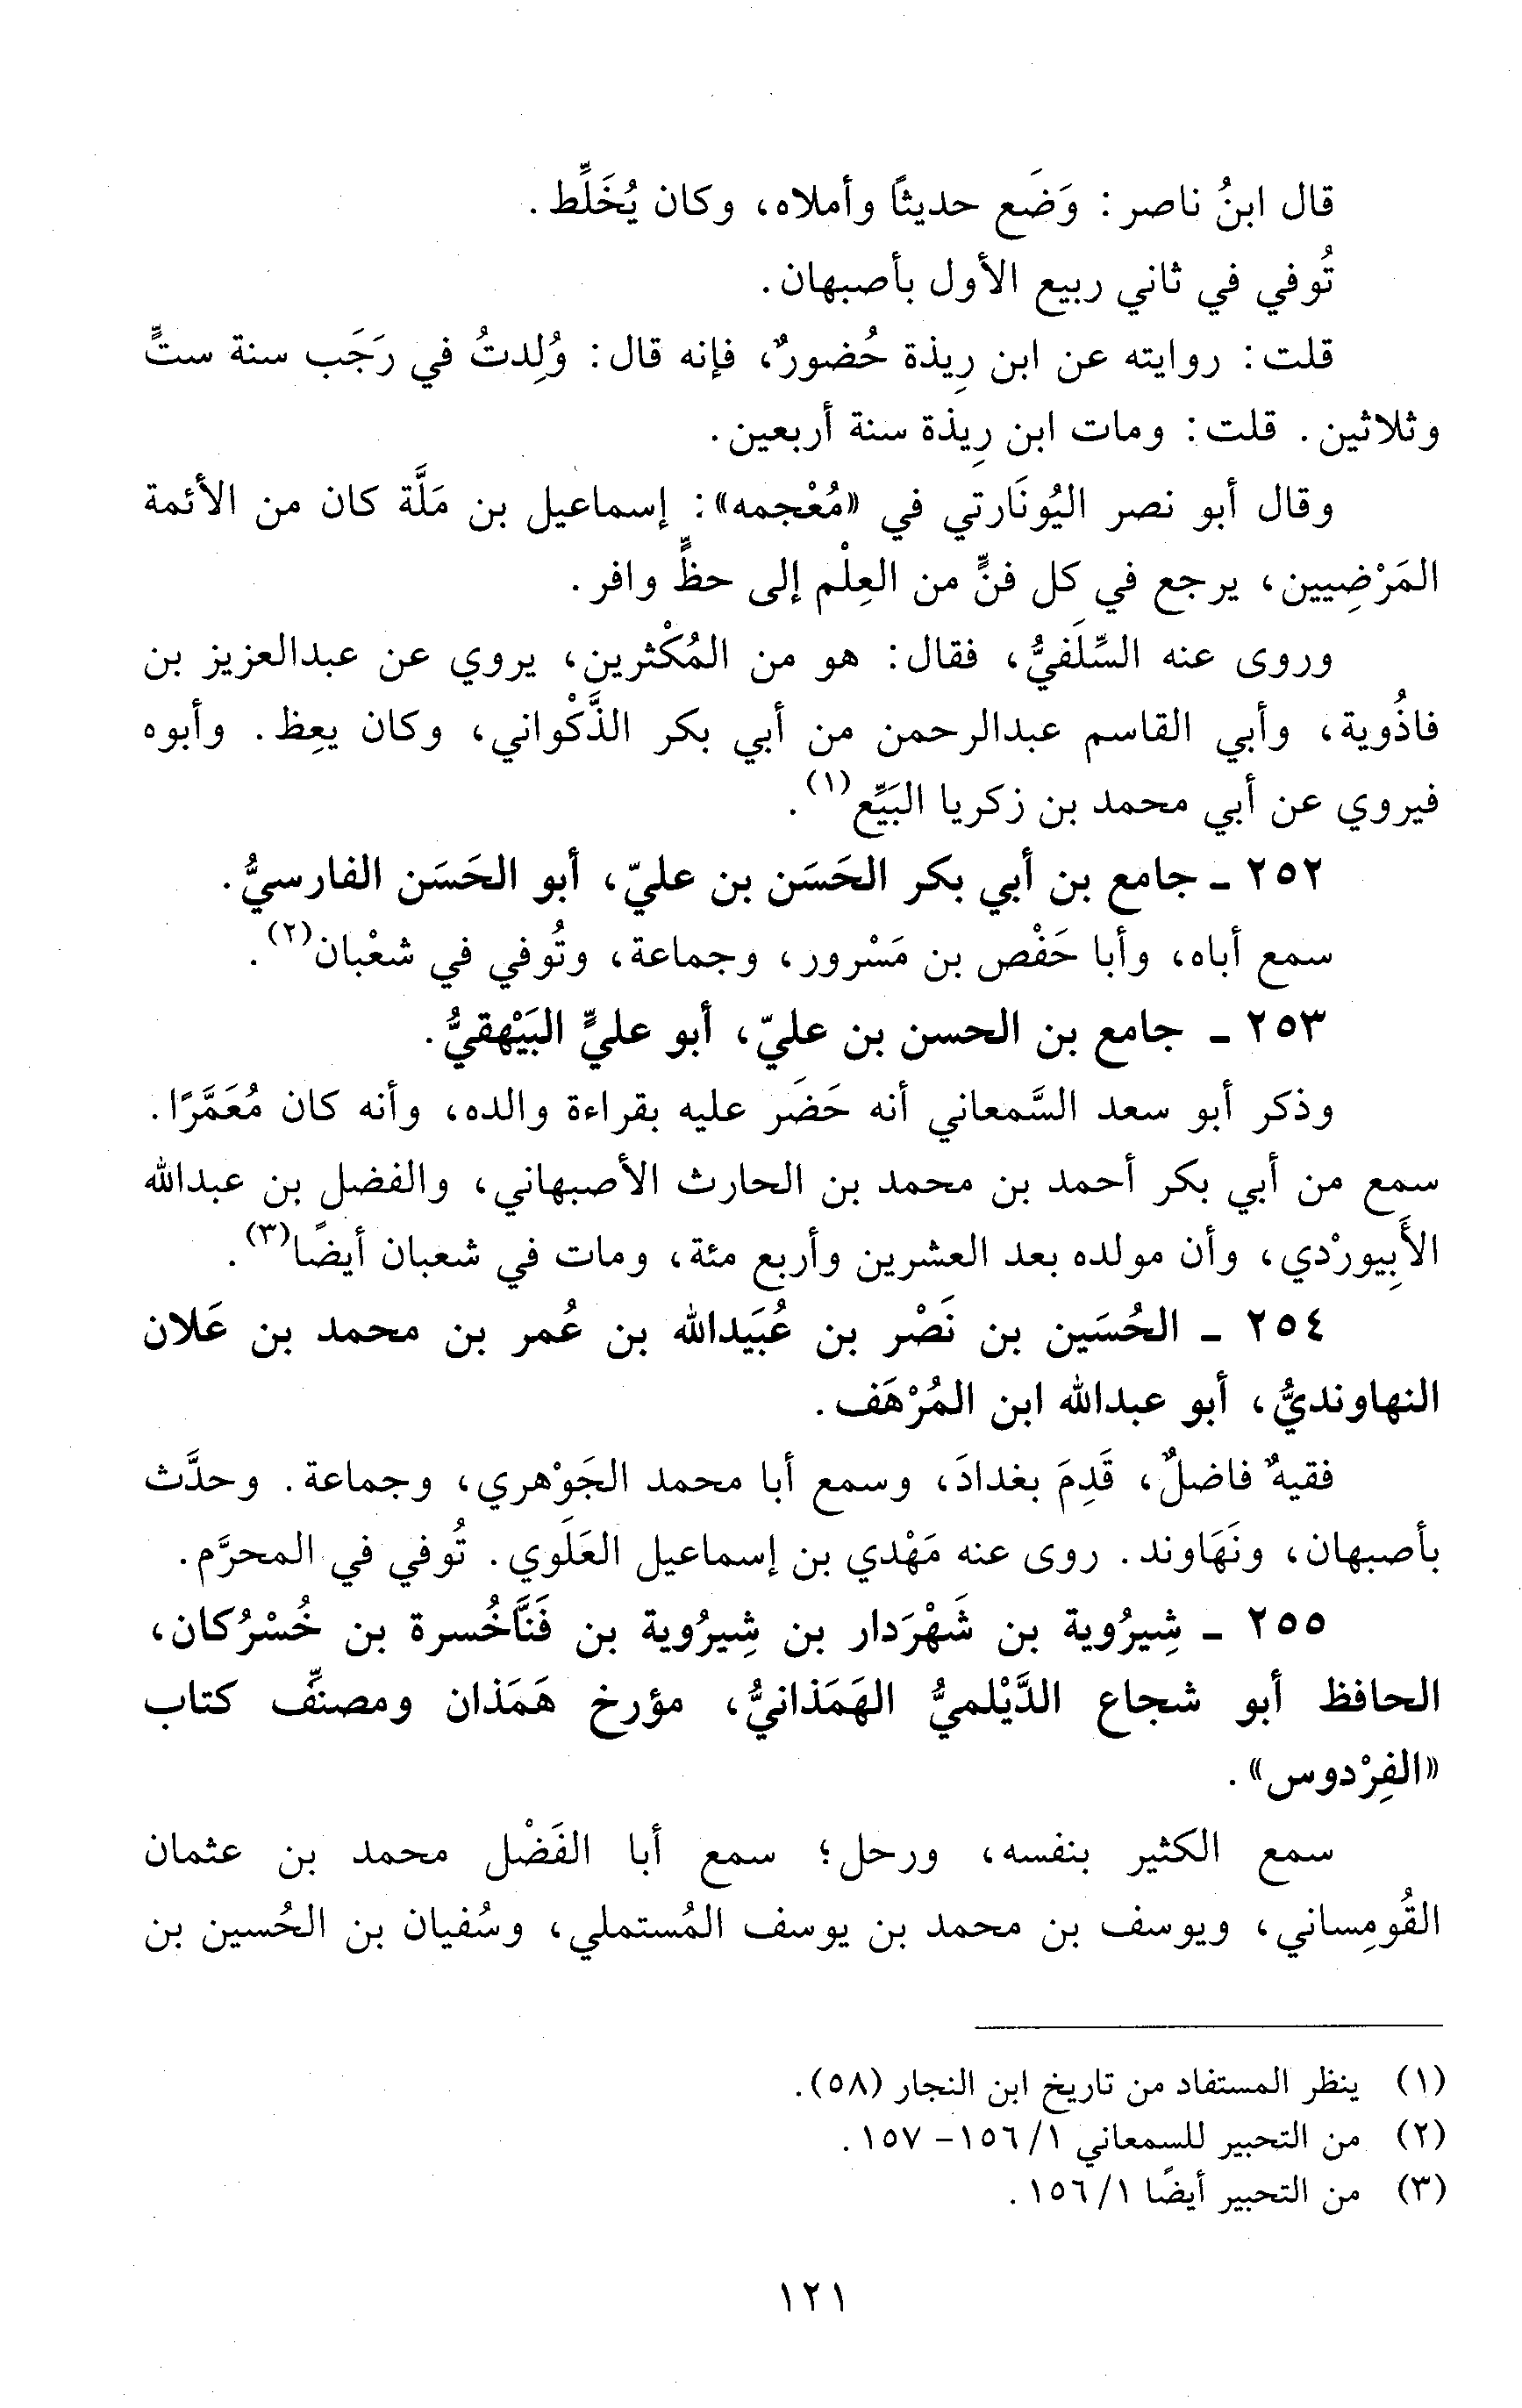 قال ابنُ ناصر: وَضَع حديثًا وأملاه، وكان يُخَلِّط.
تُوفي في ثاني ربيع الأول بأصبهان.
قلت: روايته عن ابن رِيذة حُضورٌ، فإنه قال: وُلِدتُ في رَجَب سنة ستٍّ
وثلاثين. قلت: ومات ابن رِيذة سنة أربعين.
وقال أبو نصر اليُونَارتي في «مُعْجمه»: إسماعيل بن مَلَّة كان من الأئمة
المَرْضِيين، يرجع في كل فنٍّ من العِلْم إلى حظٍّ وافر.
وروى عنه السِّلَفيُّ، فقال: هو من المُكْثرين، يروي عن عبدالعزيز بن
فاذُوية، وأبي القاسم عبدالرحمن من أبي بكر الذَّكْواني، وكان يعِظ. وأبوه
فيروي عن أبي محمد بن زكريا البَيِّع(١).
٢٥٢ ـ جامع بن أبي بكر الحَسَن بن عليّ، أبو الحَسَن الفارسيُّ.
سمع أباه، وأبا حَفْص بن مَسْرور، وجماعة، وتُوفي في شعْبان(٢).
٢٥٣ ـ جامع بن الحسن بن عليّ، أبو عليٍّ البَيْهقيُّ.
وذكر أبو سعد السَّمعاني أنه حَضَر عليه بقراءة والده، وأنه كان مُعَمَّرًا.
سمع من أبي بكر أحمد بن محمد بن الحارث الأصبهاني، والفضل بن عبدالله
الأَبِيورْدي، وأن مولده بعد العشرين وأربع مئة، ومات في شعبان أيضًا(٣).
٢٥٤ ـ الحُسَين بن نَصْر بن عُبَيدالله بن عُمر بن محمد بن عَلان
النهاونديُّ، أبو عبدالله ابن المُرْهَف.
فقيهٌ فاضلٌ، قَدِمَ بغدادَ، وسمع أبا محمد الجَوْهري، وجماعة. وحدَّث
بأصبهان، ونَهَاوند. روى عنه مَهْدي بن إسماعيل العَلَوي. تُوفي في المحرَّم.
٢٥٥ ـ شِيرُوية بن شَهْرَدار بن شِيرُوية بن فَنَّاخُسرة بن خُسْرُكان،
الحافظ أبو شجاع الدَّيْلميُّ الهَمَذانيُّ، مؤرخ هَمَذان ومصنِّف كتاب
«الفِرْدوس».
سمع الكثير بنفسه، ورحل؛ سمع أبا الفَضْل محمد بن عثمان
القُومِساني، ويوسف بن محمد بن يوسف المُستملي، وسُفيان بن الحُسين بن
(١) ينظر المستفاد من تاريخ ابن النجار (٥٨).
(٢) من التحبير للسمعاني ١/ ١٥٦- ١٥٧.
(٣) من التحبير أيضًا ١/ ١٥٦.
١٢١